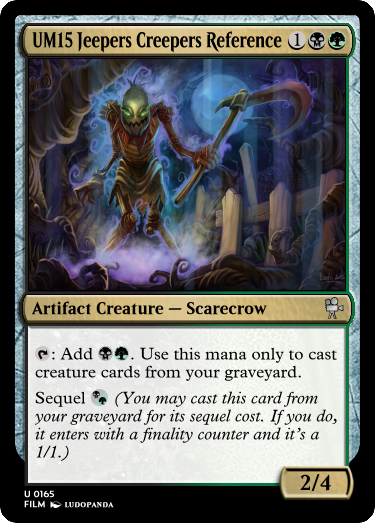 UM15 Jeepers Creepers Reference 1
Artifact Creature — Scarecrow
: Add . Use this mana only to cast
creature cards from your graveyard.
Sequel (You may cast this card from
your graveyard for its sequel cost. If you do,
it enters with a finality counter and it's a
1/1.)
2/4
U 0165
FILM LUDOPANDA